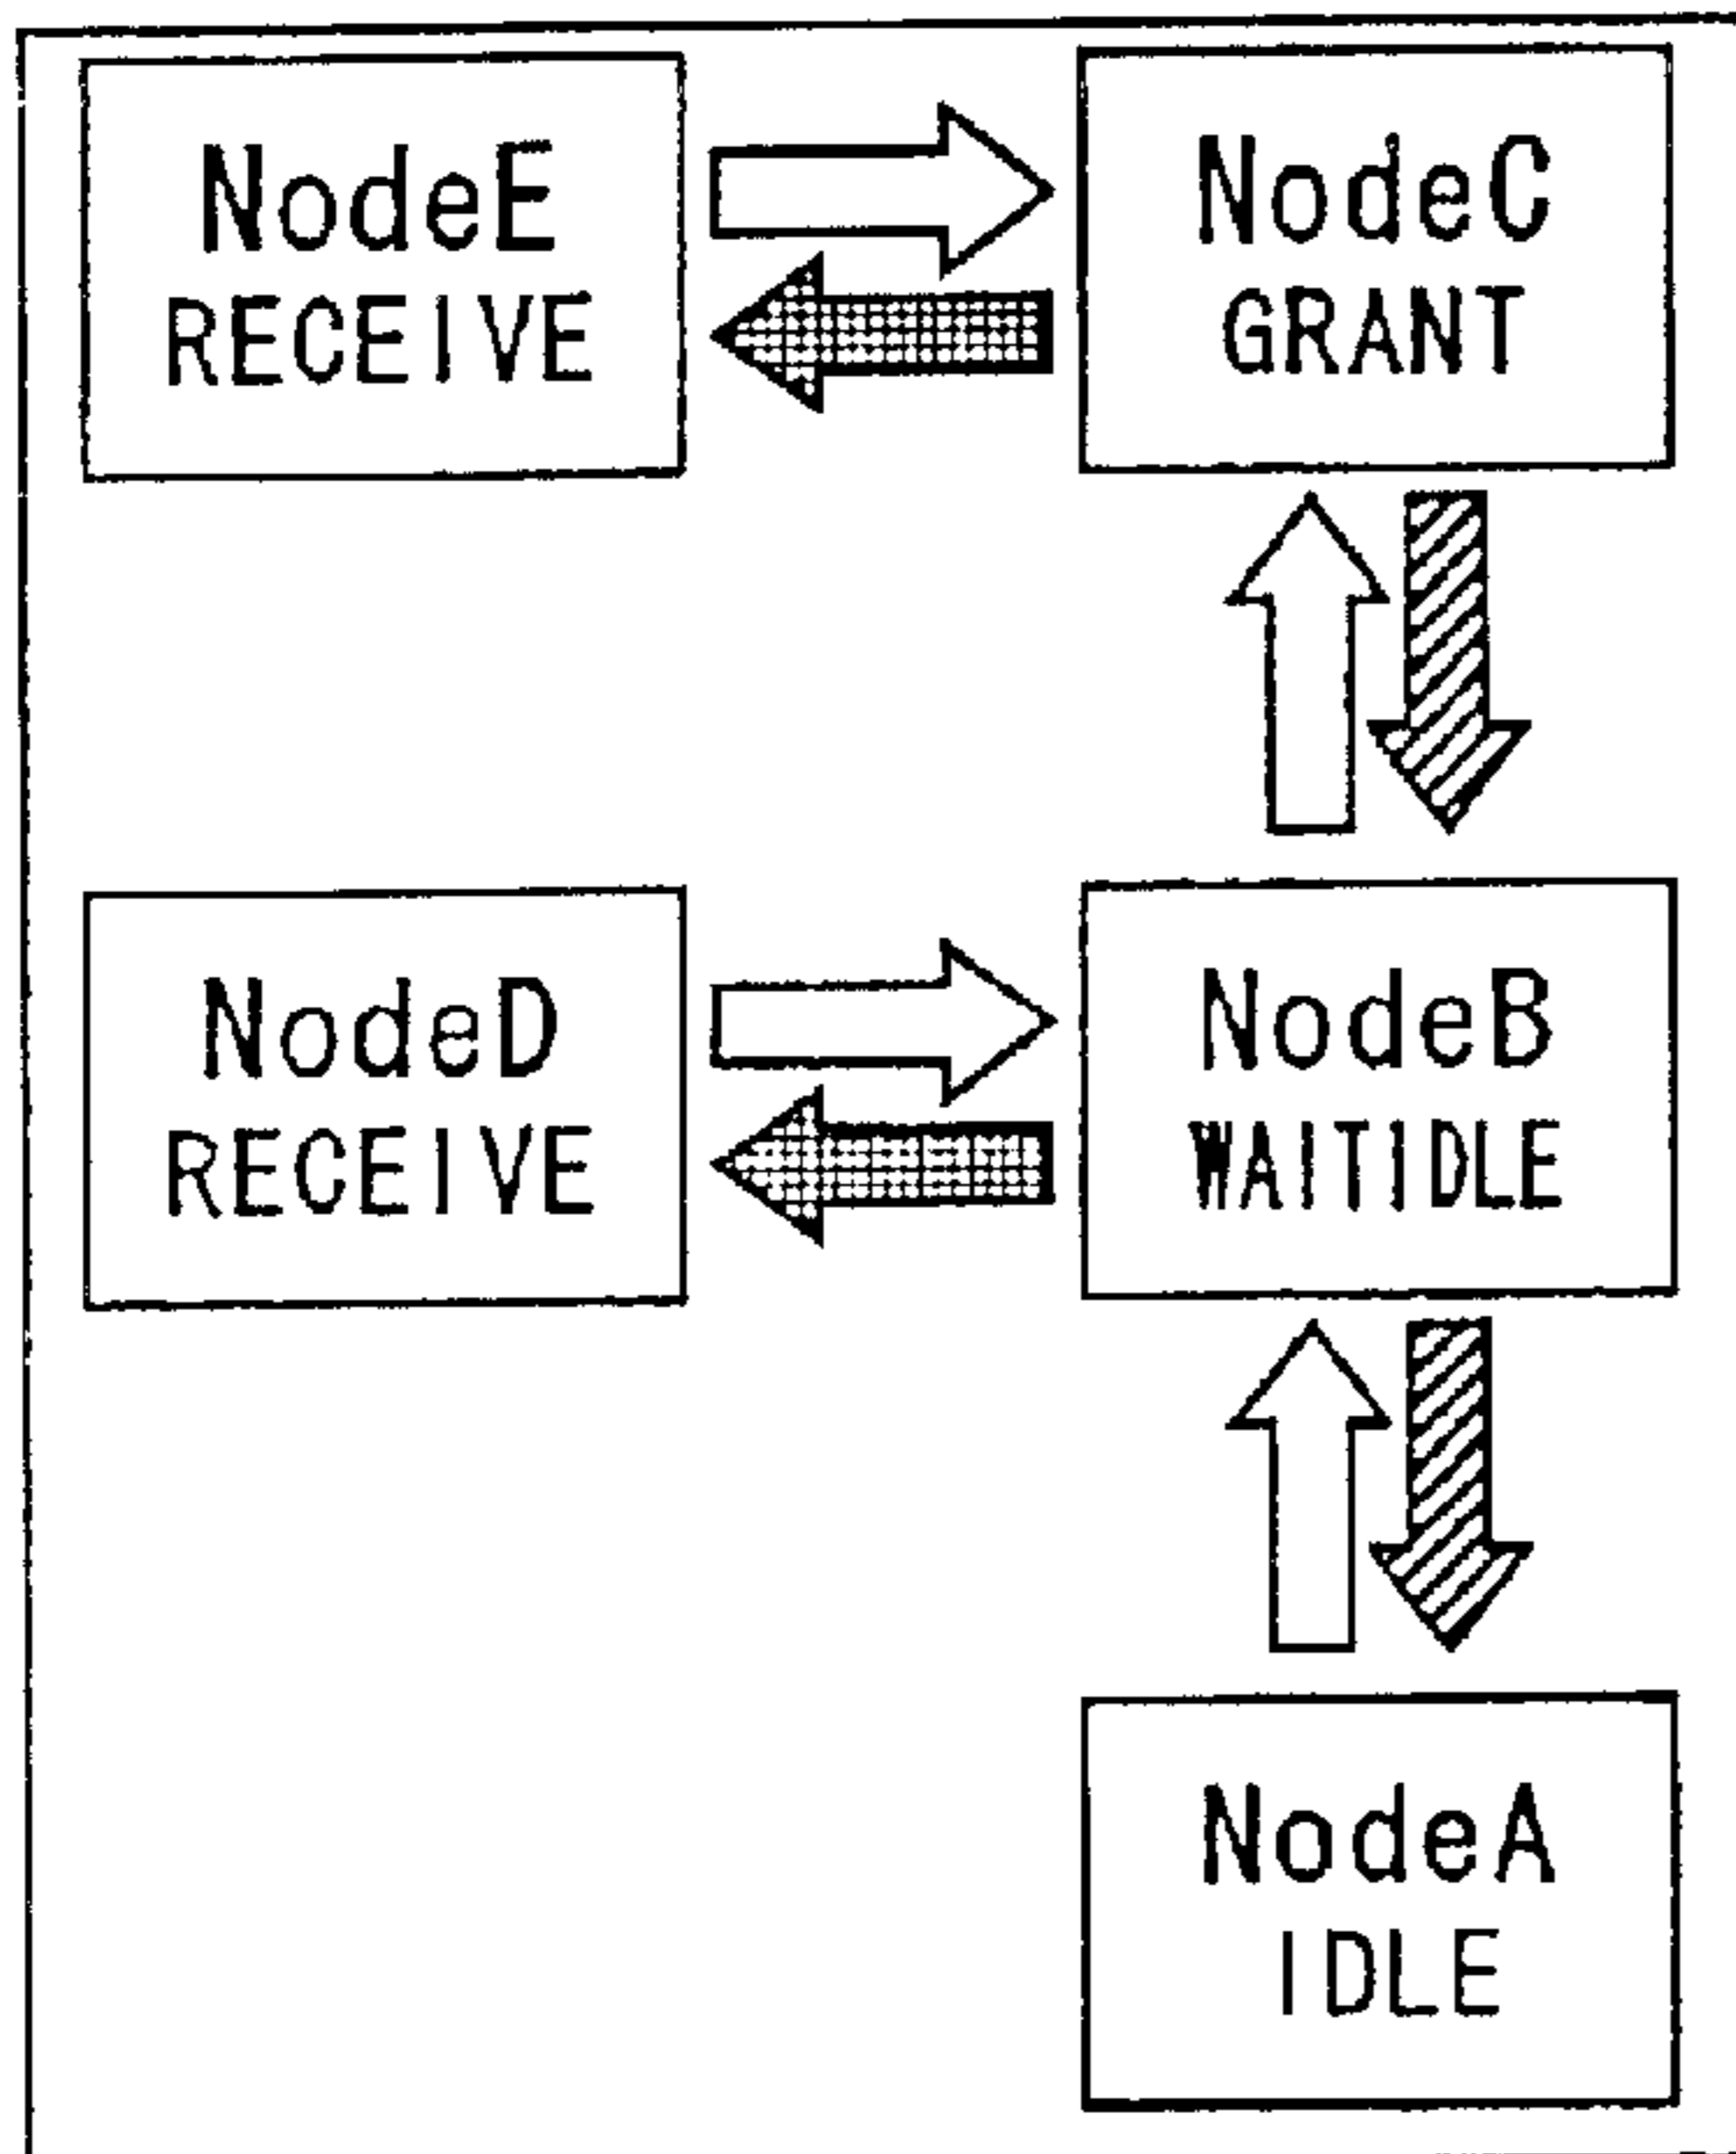 NodeE
RECEIVE
NodeC
GRANT
NodeD
RECEIVE
NodeB
WAITIDLE
NodeA
IDLE